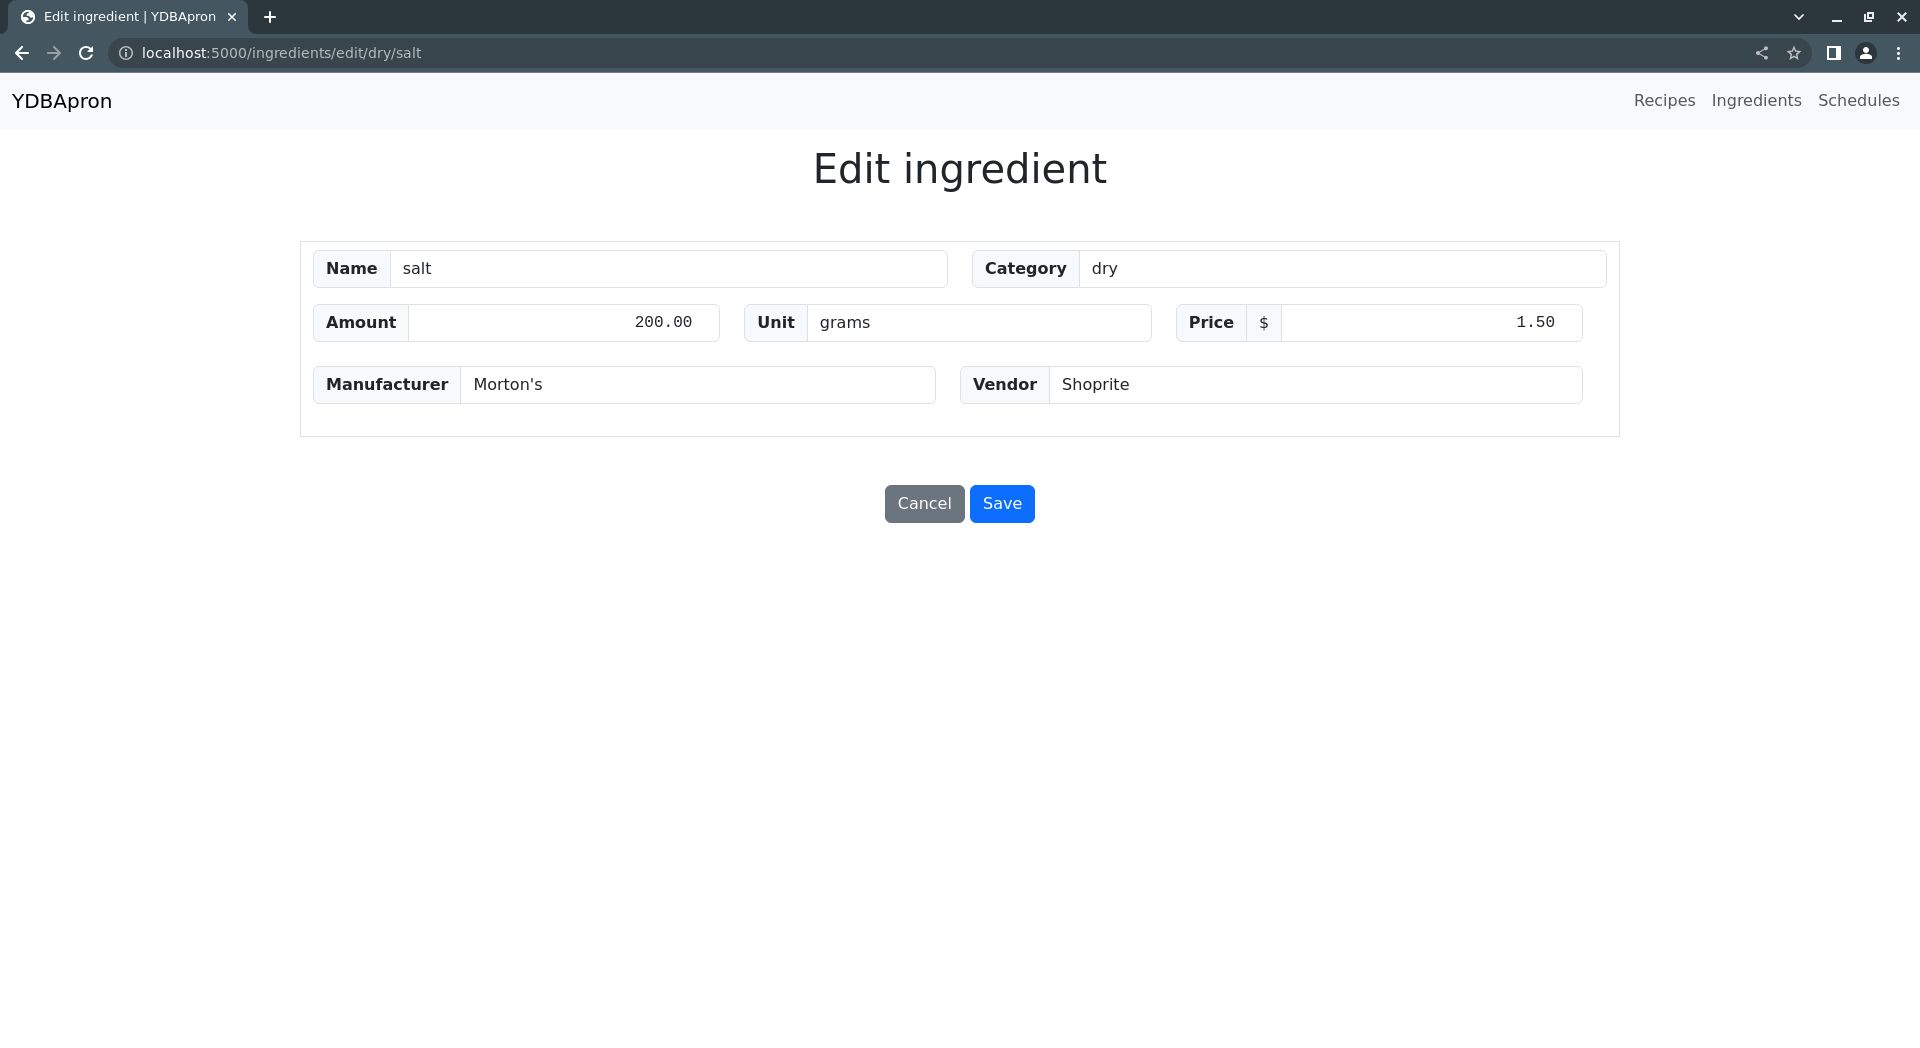 Edit ingredient | YDBApron
localhost:5000/ingredients/edit/dry/salt
YDBApron Recipes Ingredients Schedules
Edit ingredient
Name salt Category dry
Amount 200.00 Unit grams Price $ 1.50
Manufacturer Morton's Vendor Shoprite
Cancel Save